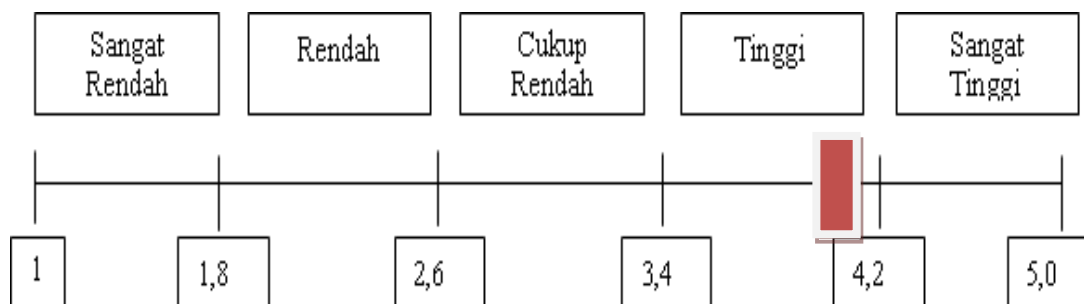 Sangat
Rendah
Rendah
Cukup
Rendah
Tinggi
Sangat
Tinggi
1
1,8
2,6
3,4
4,2
5,0